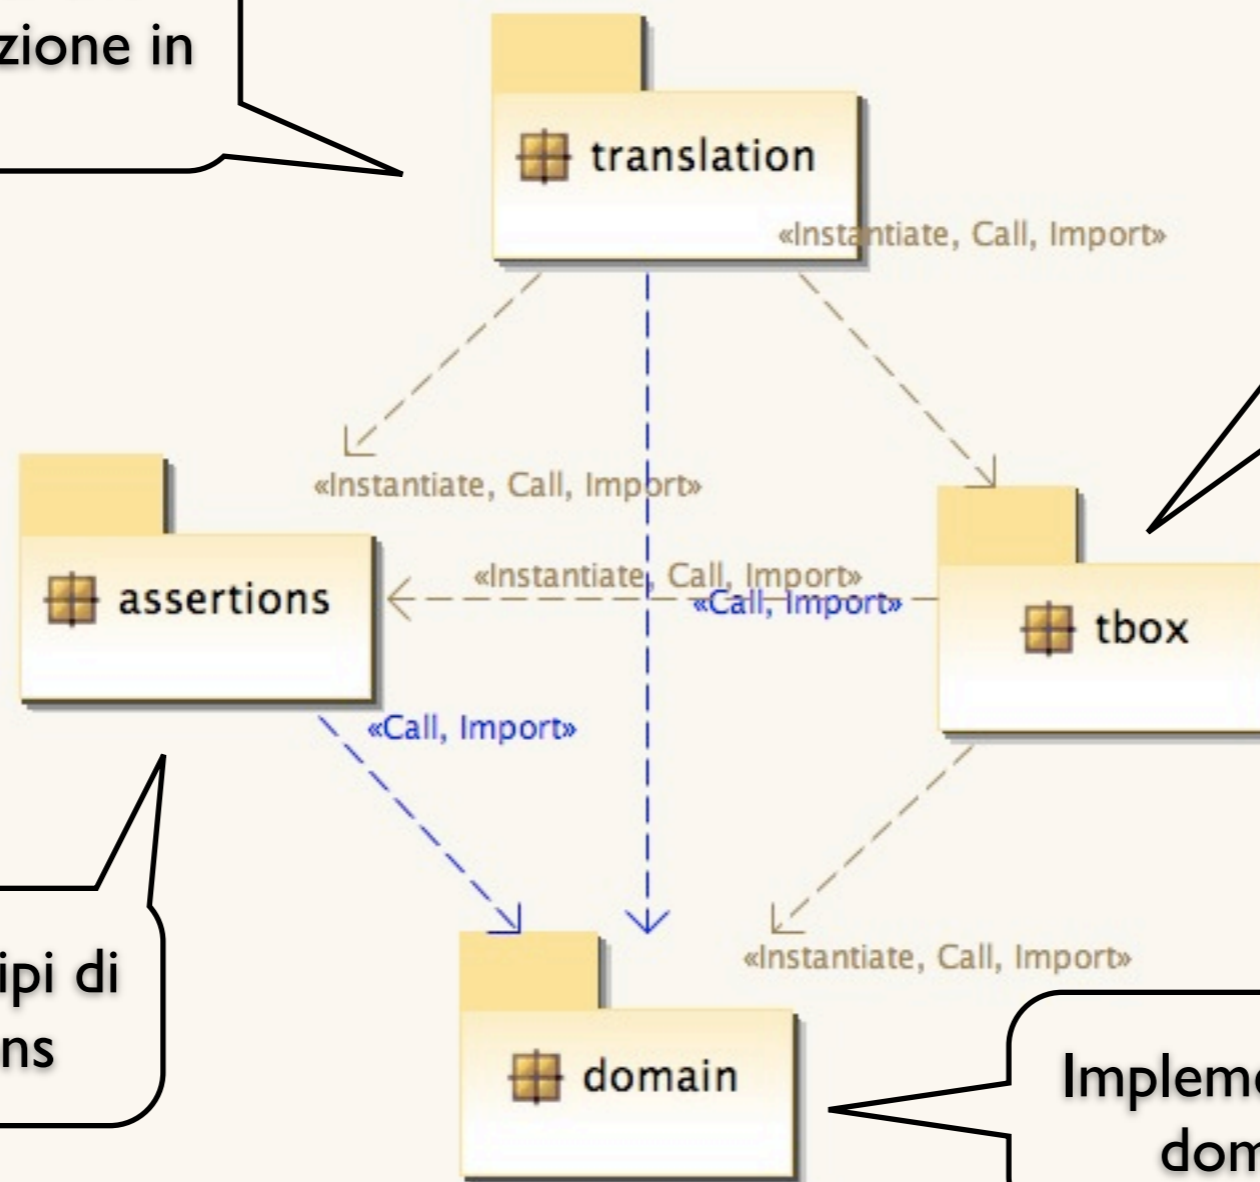 zione in
translation
«Instantiate, Call, Import»
«Instantiate, Call, Import»
«Instantiate, Call, Import»
«Call, Import»
assertions
tbox
«Call, Import»
«Instantiate, Call, Import»
ipi di
ns
domain
Impleme
dom